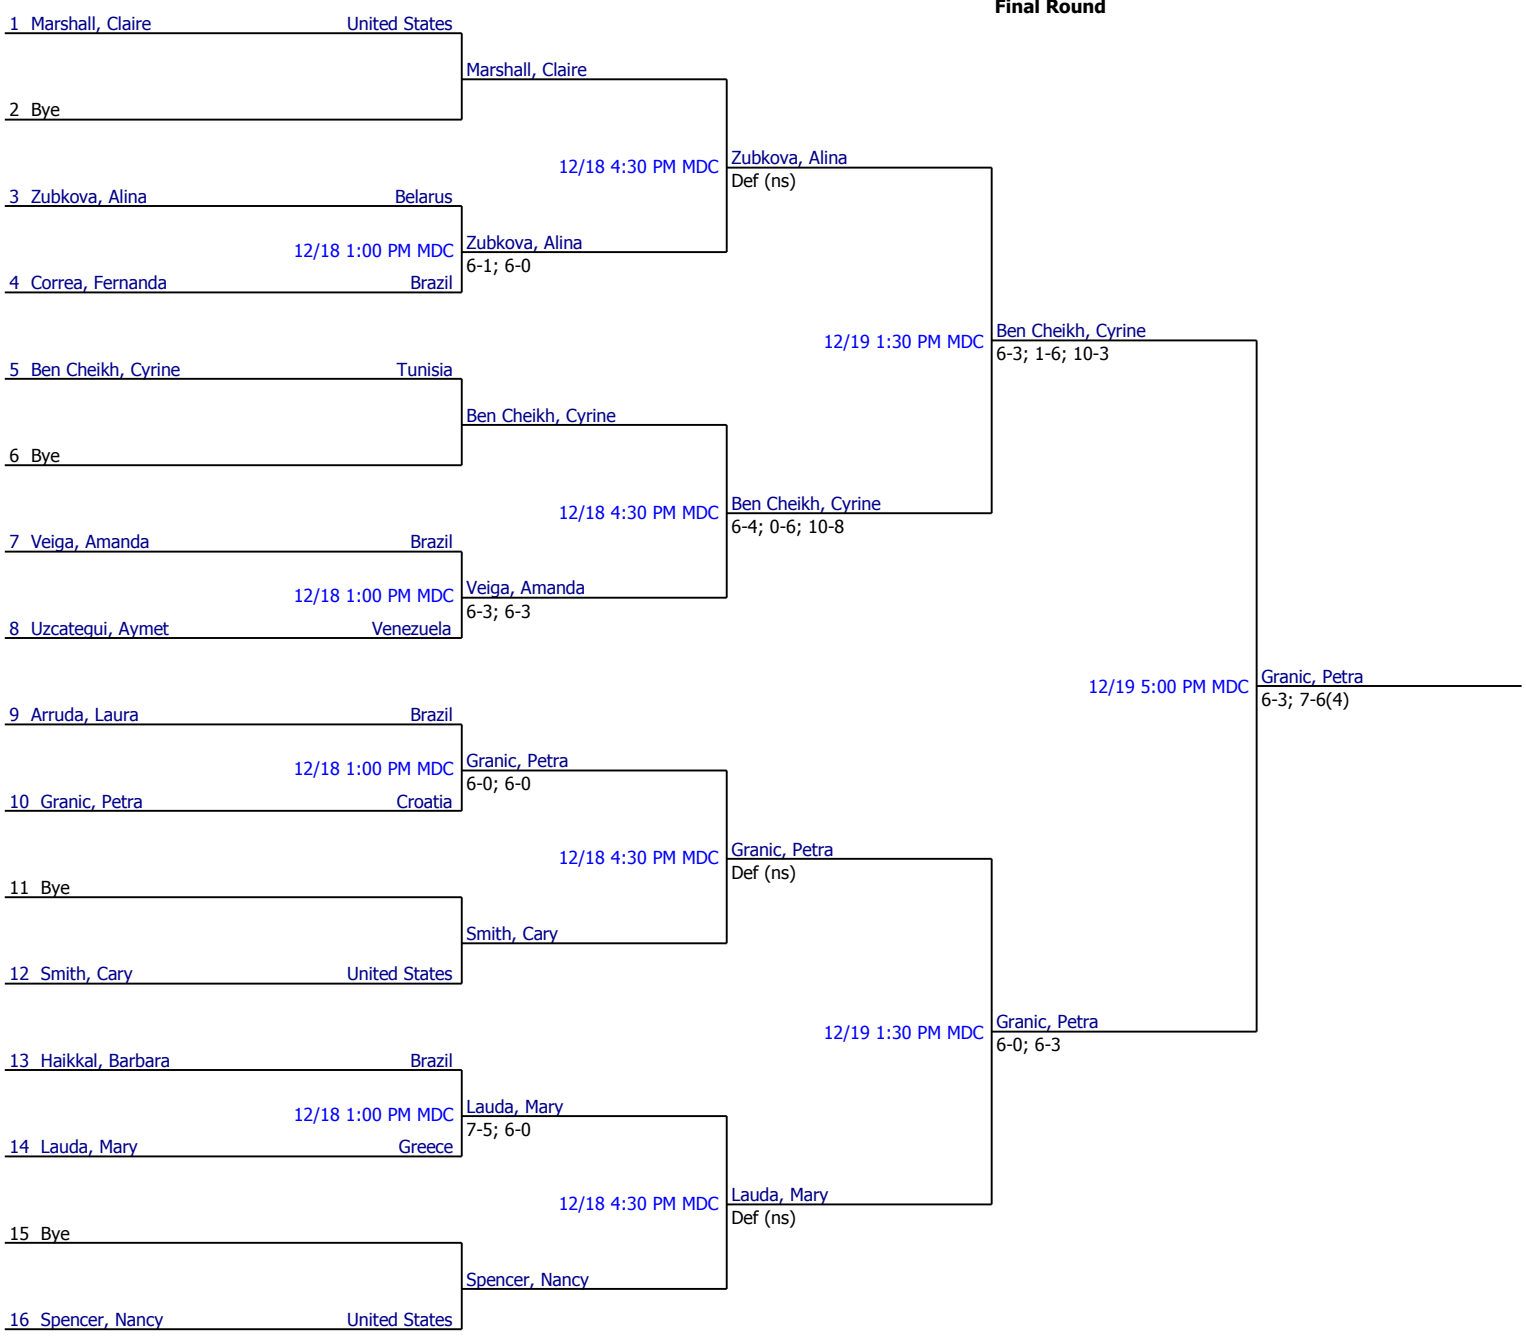 Final Round
1 Marshall, Claire United States
Marshall, Claire
2 Bye
12/18 4:30 PM MDC Zubkova, Alina
Def (ns)
3 Zubkova, Alina Belarus
12/18 1:00 PM MDC Zubkova, Alina
6-1; 6-0
4 Correa, Fernanda Brazil
12/19 1:30 PM MDC Ben Cheikh, Cyrine
6-3; 1-6; 10-3
5 Ben Cheikh, Cyrine Tunisia
Ben Cheikh, Cyrine
6 Bye
12/18 4:30 PM MDC Ben Cheikh, Cyrine
6-4; 0-6; 10-8
7 Veiga, Amanda Brazil
12/18 1:00 PM MDC Veiga, Amanda
6-3; 6-3
8 Uzcategui, Aymet Venezuela
12/19 5:00 PM MDC Granic, Petra
6-3; 7-6(4)
9 Arruda, Laura Brazil
12/18 1:00 PM MDC Granic, Petra
6-0; 6-0
10 Granic, Petra Croatia
12/18 4:30 PM MDC Granic, Petra
Def (ns)
11 Bye
Smith, Cary
12 Smith, Cary United States
12/19 1:30 PM MDC Granic, Petra
6-0; 6-3
13 Haikkal, Barbara Brazil
12/18 1:00 PM MDC Lauda, Mary
7-5; 6-0
14 Lauda, Mary Greece
12/18 4:30 PM MDC Lauda, Mary
Def (ns)
15 Bye
Spencer, Nancy
16 Spencer, Nancy United States